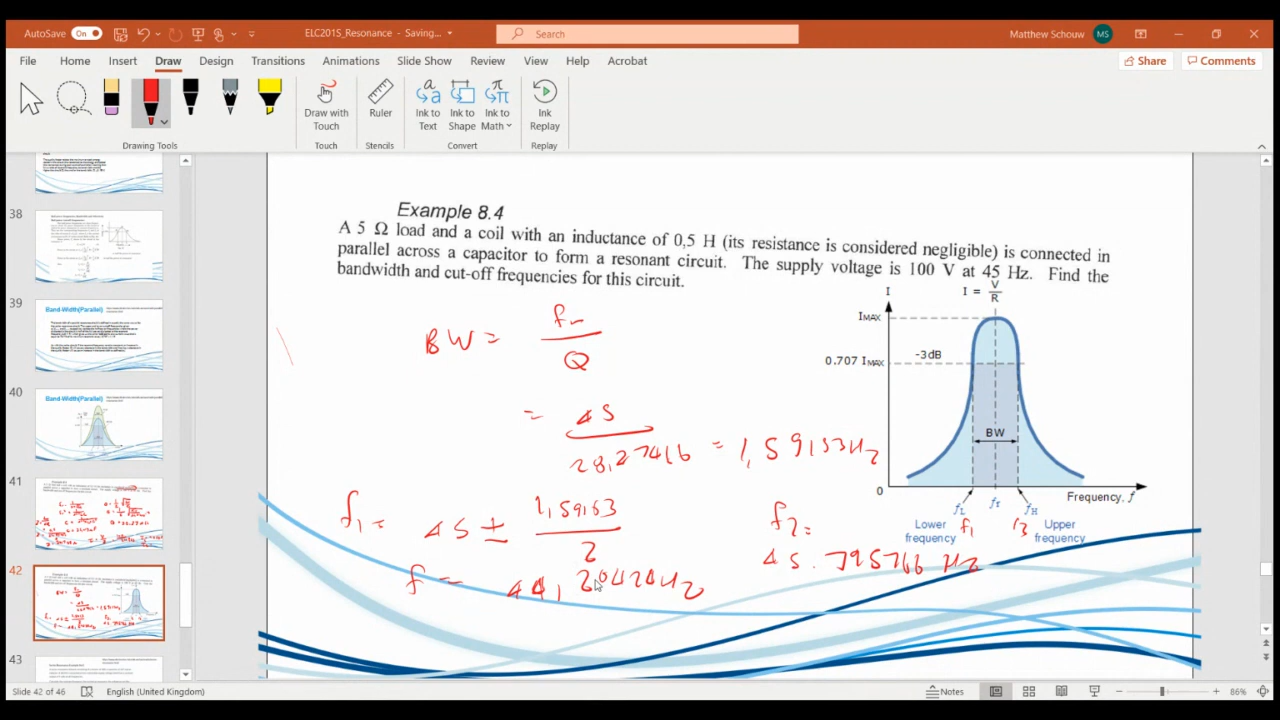 AutoSave On ELC2015_Resonance - Saving... Search Matthew Schouw MS
File Home Insert Draw Design Transitions Animations Slide Show Review View Help Acrobat Share Comments
Draw with Touch
Ruler
Ink to Text
Ink to Shape
Ink to Math
Ink Replay
Drawing Tools Touch Stencils Convert Replay
38
39
Band-Width(Parallel)
40
Band-Width(Parallel)
41
42
43
Example 8.4
A 5 Ω load and a coil with an inductance of 0,5 H (its resistance is considered negligible) is connected in
parallel across a capacitor to form a resonant circuit. The supply voltage is 100 V at 45 Hz. Find the
bandwidth and cut-off frequencies for this circuit.
BW = fr / Q
= 45 / 28,27416 = 1,59153Hz
f1 = 45 ± 1,59163 / 2
f = 44,20424Hz
f2 =
45.795766 Hz
I
I = V / R
IMAX
0.707 IMAX
-3dB
BW
0
Frequency, f
fL fr fH
Lower frequency
f1
Upper frequency
Slide 42 of 46 English (United Kingdom) Notes 86%